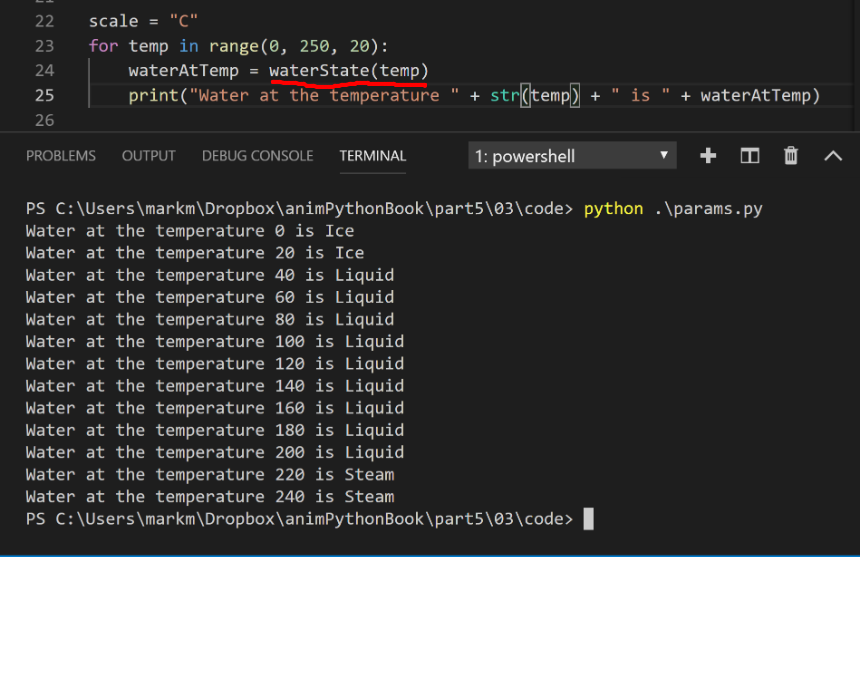 22 scale = "C"
23 for temp in range(0, 250, 20):
24 waterAtTemp = waterState(temp)
25 print("Water at the temperature " + str(temp) + " is " + waterAtTemp)
26
PROBLEMS OUTPUT DEBUG CONSOLE TERMINAL 1: powershell
PS C:\Users\markm\Dropbox\animPythonBook\part5\03\code> python .\params.py
Water at the temperature 0 is Ice
Water at the temperature 20 is Ice
Water at the temperature 40 is Liquid
Water at the temperature 60 is Liquid
Water at the temperature 80 is Liquid
Water at the temperature 100 is Liquid
Water at the temperature 120 is Liquid
Water at the temperature 140 is Liquid
Water at the temperature 160 is Liquid
Water at the temperature 180 is Liquid
Water at the temperature 200 is Liquid
Water at the temperature 220 is Steam
Water at the temperature 240 is Steam
PS C:\Users\markm\Dropbox\animPythonBook\part5\03\code>